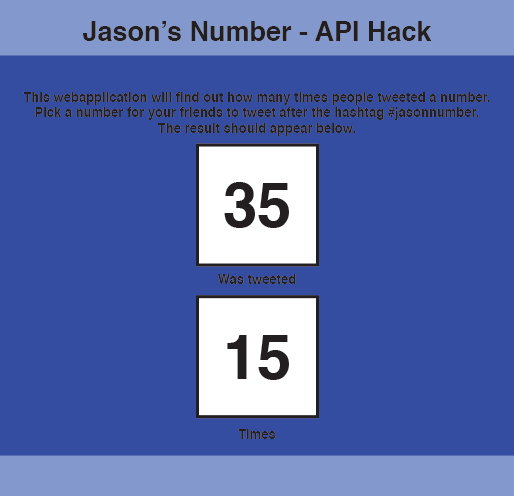 Jason’s Number - API Hack
This webapplication will find out how many times people tweeted a number.
Pick a number for your friends to tweet after the hashtag #jasonnumber.
The result should appear below.
35
Was tweeted
15
Times